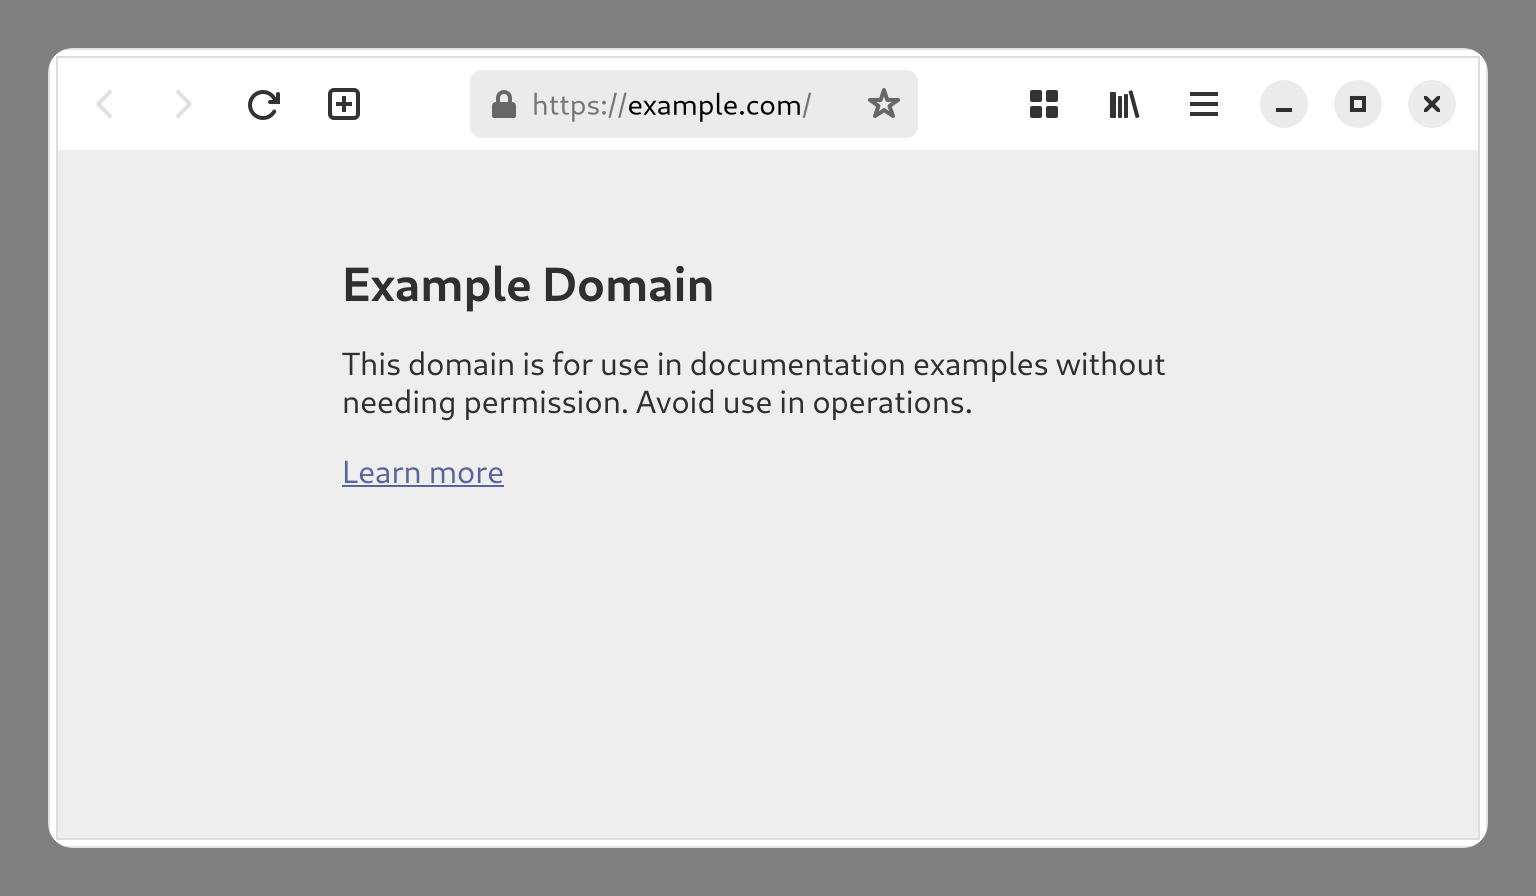 https://example.com/
Example Domain
This domain is for use in documentation examples without
needing permission. Avoid use in operations.
Learn more